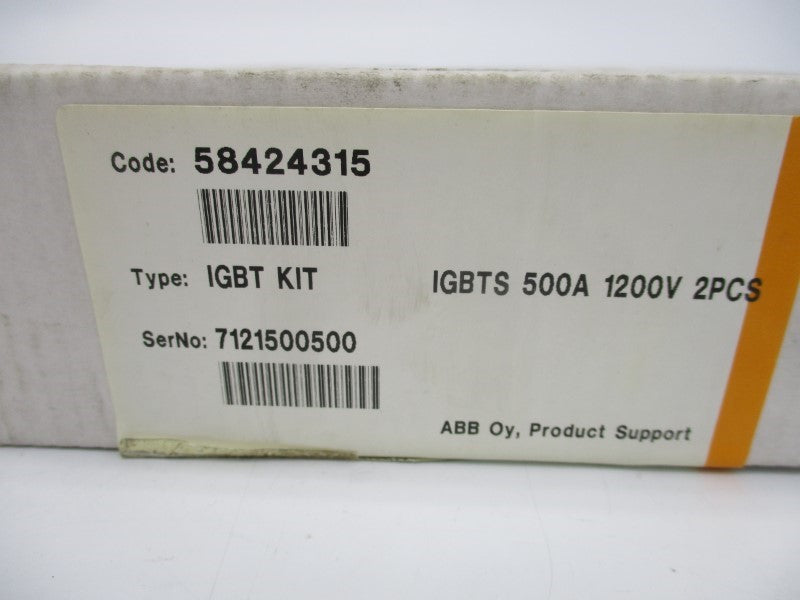 Code: 58424315
Type: IGBT KIT IGBTS 500A 1200V 2PCS
SerNo: 7121500500
ABB Oy, Product Support